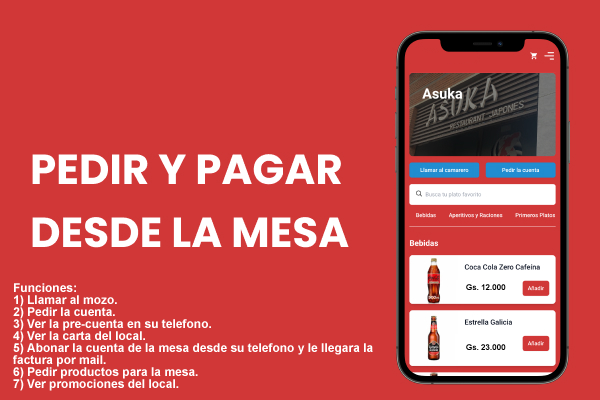 PEDIR Y PAGAR
DESDE LA MESA
Funciones:
1) Llamar al mozo.
2) Pedir la cuenta.
3) Ver la pre-cuenta en su telefono.
4) Ver la carta del local.
5) Abonar la cuenta de la mesa desde su telefono y le llegara la
factura por mail.
6) Pedir productos para la mesa.
7) Ver promociones del local.
Asuka
ASUKA
RESTAURANT JAPONES
Llamar al camarero
Pedir la cuenta
Busca tu plato favorito
Bebidas Aperitivos y Raciones Primeros Platos
Bebidas
Coca Cola Zero Cafeina
Gs. 12.000
Añadir
Estrella Galicia
Gs. 23.000
Añadir